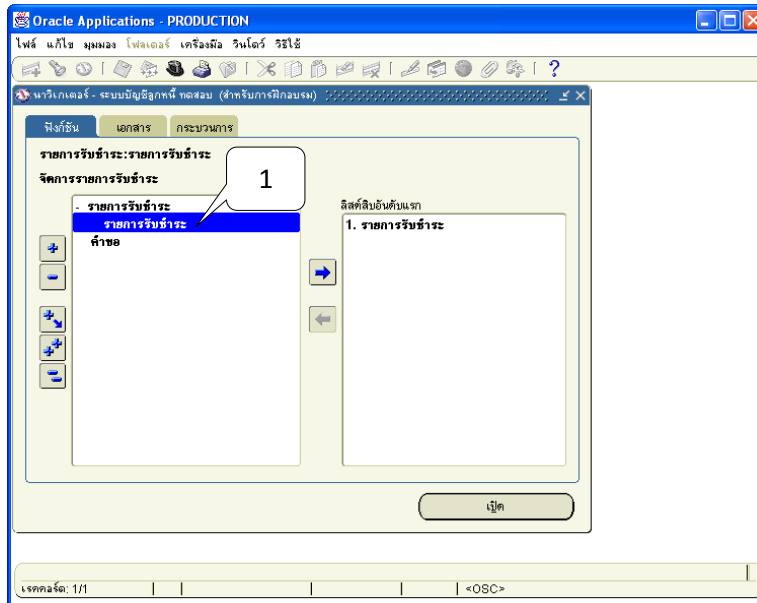 Oracle Applications - PRODUCTION
ไฟล์ แก้ไข มุมมอง โฟลเดอร์ เครื่องมือ วินโดว์ วิธีใช้
นาวิเกเตอร์ - ระบบบัญชีลูกหนี้ ทดสอบ (สำหรับการฝึกอบรม)
ฟังก์ชัน เอกสาร กระบวนการ
รายการรับชำระ:รายการรับชำระ
จัดการรายการรับชำระ
1
- รายการรับชำระ
รายการรับชำระ
คำขอ
ลิสต์สิบอันดับแรก
1. รายการรับชำระ
เปิด
เรคคอร์ด: 1/1
<OSC>